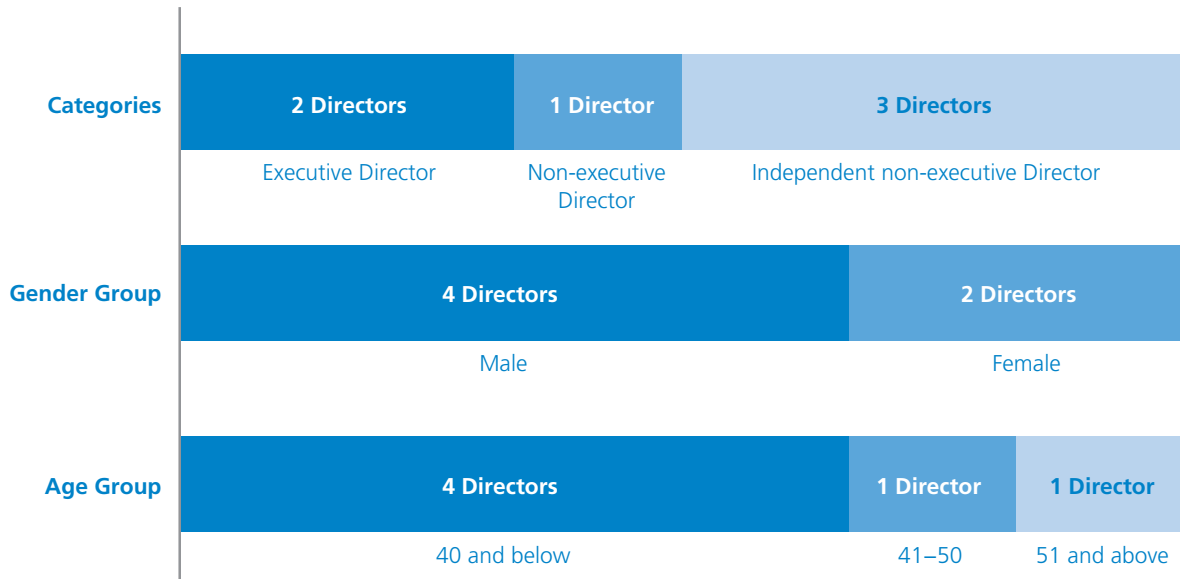 Categories
2 Directors
1 Director
3 Directors
Executive Director
Non-executive
Director
Independent non-executive Director
Gender Group
4 Directors
2 Directors
Male
Female
Age Group
4 Directors
1 Director
1 Director
40 and below
41–50
51 and above